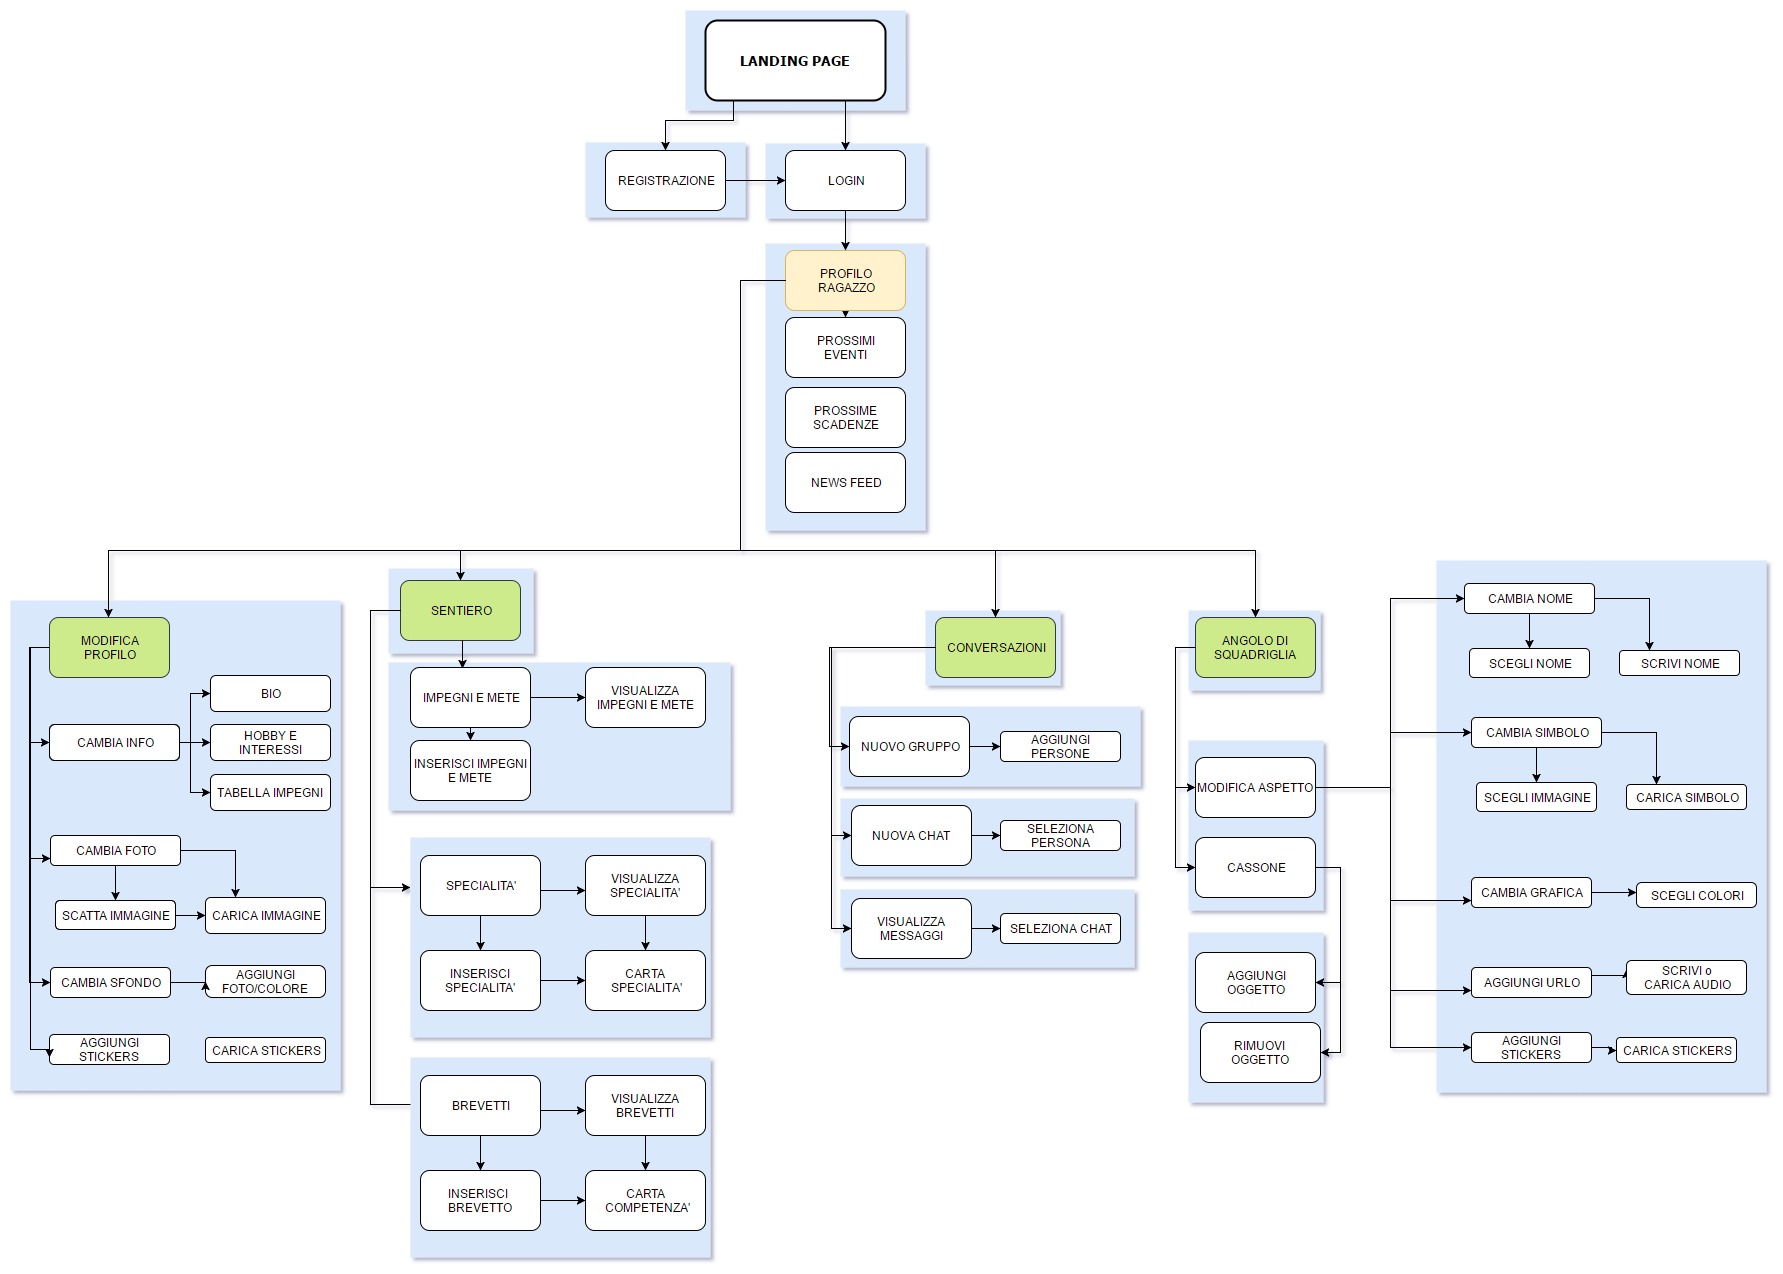 LANDING PAGE
REGISTRAZIONE
LOGIN
PROFILO
RAGAZZO
PROSSIMI
EVENTI
PROSSIME
SCADENZE
NEWS FEED
MODIFICA
PROFILO
BIO
CAMBIA INFO
HOBBY E
INTERESSI
TABELLA IMPEGNI
CAMBIA FOTO
SCATTA IMMAGINE
CARICA IMMAGINE
CAMBIA SFONDO
AGGIUNGI
FOTO/COLORE
AGGIUNGI
STICKERS
CARICA STICKERS
SENTIERO
IMPEGNI E METE
VISUALIZZA
IMPEGNI E METE
INSERISCI IMPEGNI
E METE
SPECIALITA'
VISUALIZZA
SPECIALITA'
INSERISCI
SPECIALITA'
CARTA
SPECIALITA'
BREVETTI
VISUALIZZA
BREVETTI
INSERISCI
BREVETTO
CARTA
COMPETENZA'
CONVERSAZIONI
NUOVO GRUPPO
AGGIUNGI
PERSONE
NUOVA CHAT
SELEZIONA
PERSONA
VISUALIZZA
MESSAGGI
SELEZIONA CHAT
ANGOLO DI
SQUADRIGLIA
MODIFICA ASPETTO
CASSONE
AGGIUNGI
OGGETTO
RIMUOVI
OGGETTO
CAMBIA NOME
SCEGLI NOME
SCRIVI NOME
CAMBIA SIMBOLO
SCEGLI IMMAGINE
CARICA SIMBOLO
CAMBIA GRAFICA
SCEGLI COLORI
AGGIUNGI URLO
SCRIVI o
CARICA AUDIO
AGGIUNGI
STICKERS
CARICA STICKERS